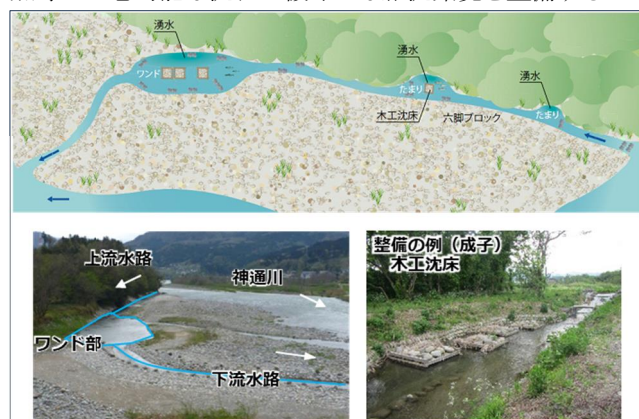 湧水
ワンド
湧水
たまり
木工沈床
六脚ブロック
湧水
たまり
上流水路
神通川
ワンド部
下流水路
整備の例（成子）
木工沈床